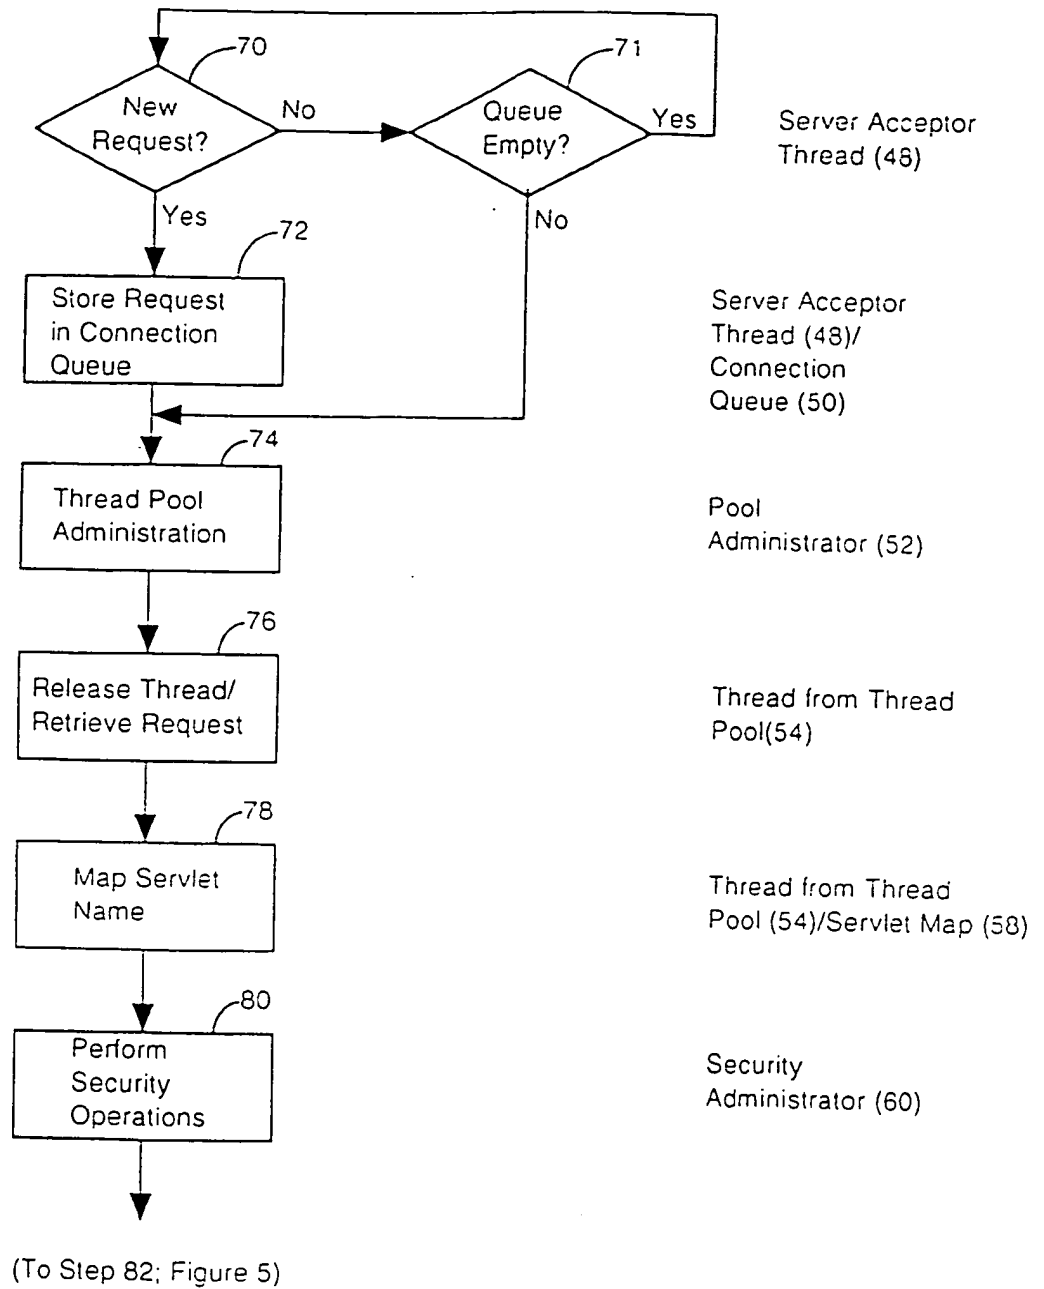 70
71
New
Request?
No
Queue
Empty?
Yes
Server Acceptor
Thread (48)
Yes
No
72
Store Request
in Connection
Queue
Server Acceptor
Thread (48)/
Connection
Queue (50)
74
Thread Pool
Administration
Pool
Administrator (52)
76
Release Thread/
Retrieve Request
Thread from Thread
Pool(54)
78
Map Servlet
Name
Thread from Thread
Pool (54)/Servlet Map (58)
80
Perform
Security
Operations
Security
Administrator (60)
(To Step 82; Figure 5)